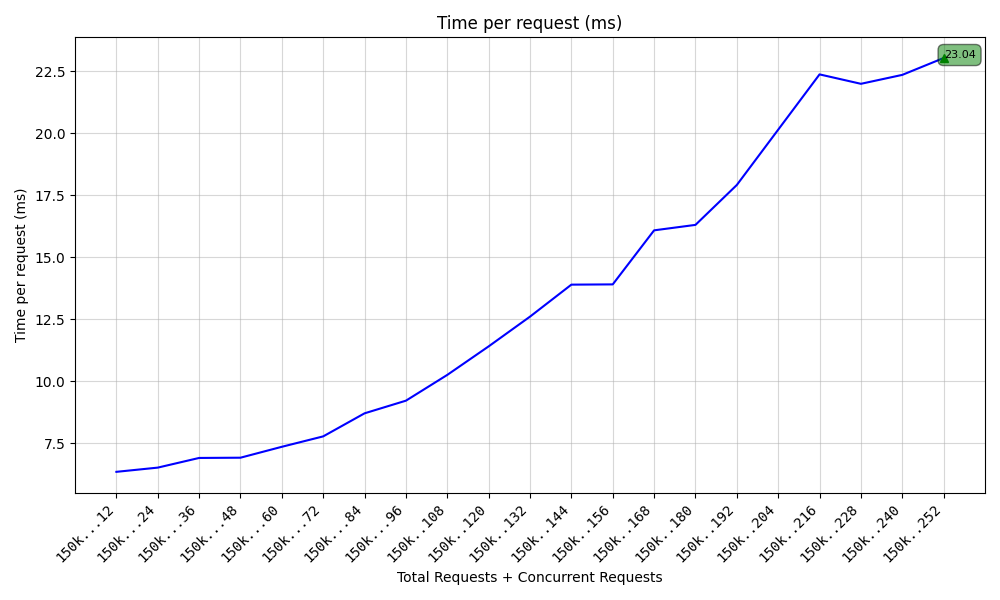 Time per request (ms)
23.04
22.5
20.0
17.5
15.0
12.5
10.0
7.5
Time per request (ms)
150k...12
150k...24
150k...36
150k...48
150k...60
150k...72
150k...84
150k...96
150k..108
150k..120
150k..132
150k..144
150k..156
150k..168
150k..180
150k..192
150k..204
150k..216
150k..228
150k..240
150k..252
Total Requests + Concurrent Requests